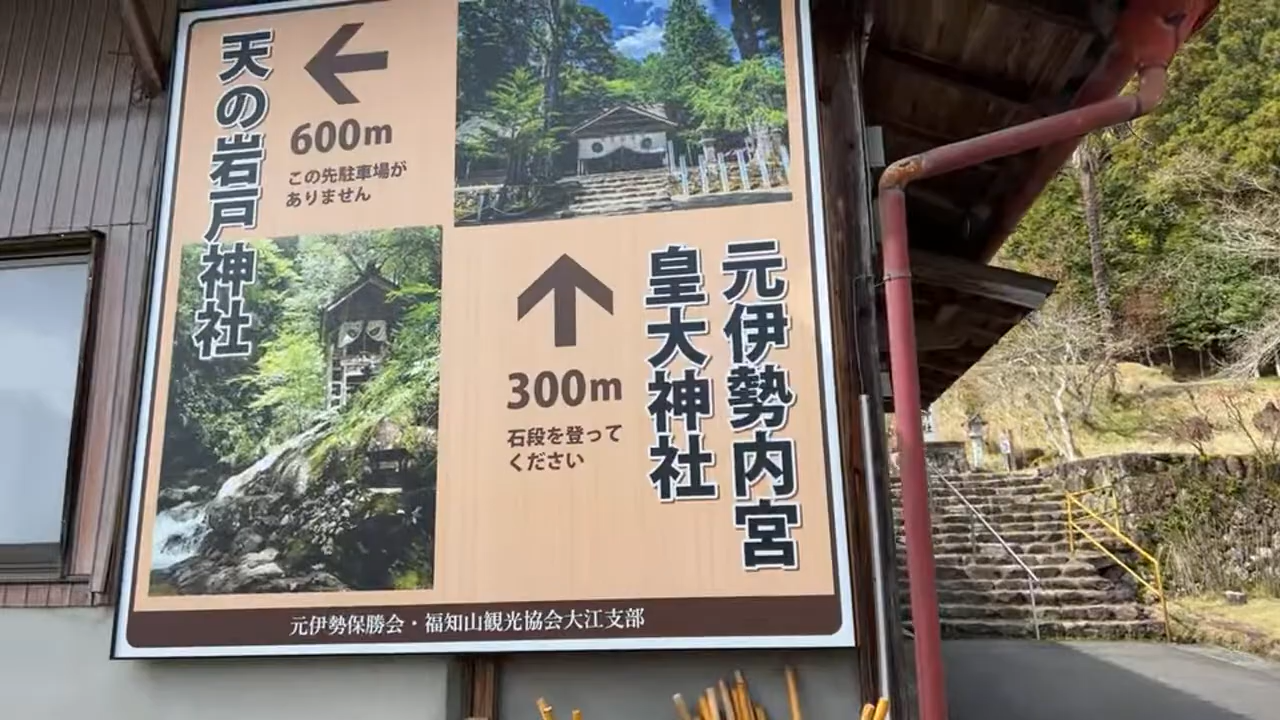 天の岩戸神社
600m
この先駐車場が
ありません
元伊勢内宮
皇大神社
300m
石段を登って
ください
元伊勢保勝会・福知山観光協会大江支部